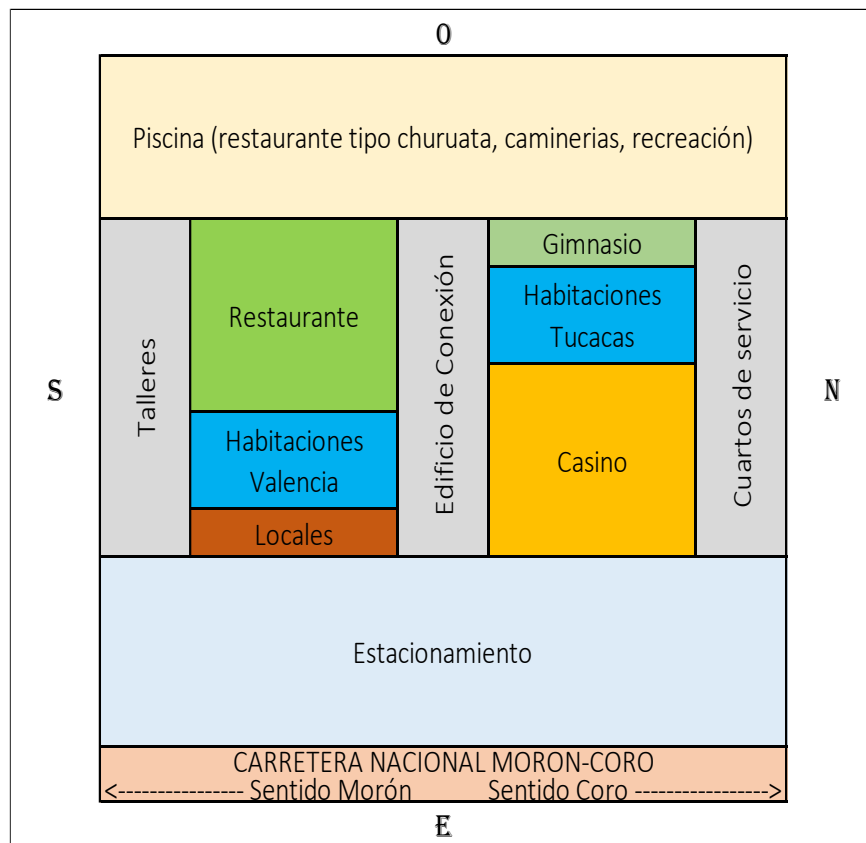 O
Piscina (restaurante tipo churuata, caminerias, recreación)
Talleres
Restaurante
Habitaciones
Valencia
Locales
Edificio de Conexión
Gimnasio
Habitaciones
Tucacas
Casino
Cuartos de servicio
S
N
Estacionamiento
CARRETERA NACIONAL MORON-CORO
<---------------- Sentido Morón Sentido Coro ---------------->
E